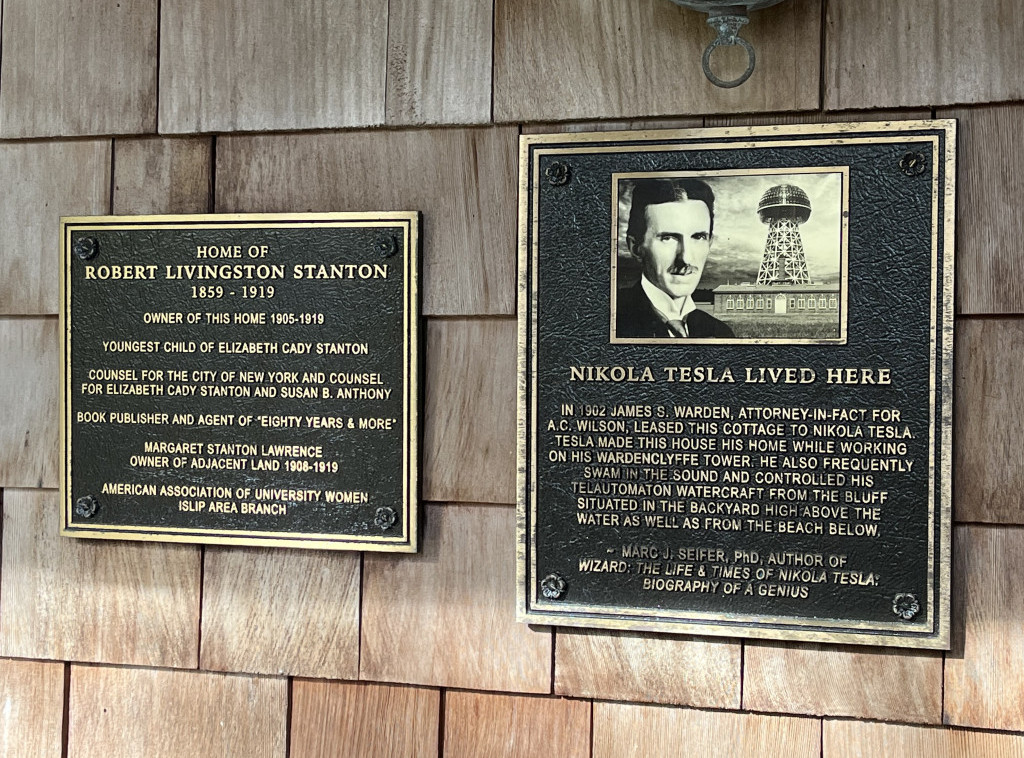 HOME OF
ROBERT LIVINGSTON STANTON
1859 - 1919
OWNER OF THIS HOME 1905-1919
YOUNGEST CHILD OF ELIZABETH CADY STANTON
COUNSEL FOR THE CITY OF NEW YORK AND COUNSEL
FOR ELIZABETH CADY STANTON AND SUSAN B. ANTHONY
BOOK PUBLISHER AND AGENT OF "EIGHTY YEARS & MORE"
MARGARET STANTON LAWRENCE
OWNER OF ADJACENT LAND 1908-1919
AMERICAN ASSOCIATION OF UNIVERSITY WOMEN
ISLIP AREA BRANCH
NIKOLA TESLA LIVED HERE
IN 1902 JAMES S. WARDEN, ATTORNEY-IN-FACT FOR
A.C. WILSON, LEASED THIS COTTAGE TO NIKOLA TESLA.
TESLA MADE THIS HOUSE HIS HOME WHILE WORKING
ON HIS WARDENCLYFFE TOWER. HE ALSO FREQUENTLY
SWAM IN THE SOUND AND CONTROLLED HIS
TELAUTOMATON WATERCRAFT FROM THE BLUFF
SITUATED IN THE BACKYARD HIGH ABOVE THE
WATER AS WELL AS FROM THE BEACH BELOW.
~ MARC J. SEIFER, PhD, AUTHOR OF
WIZARD: THE LIFE & TIMES OF NIKOLA TESLA:
BIOGRAPHY OF A GENIUS